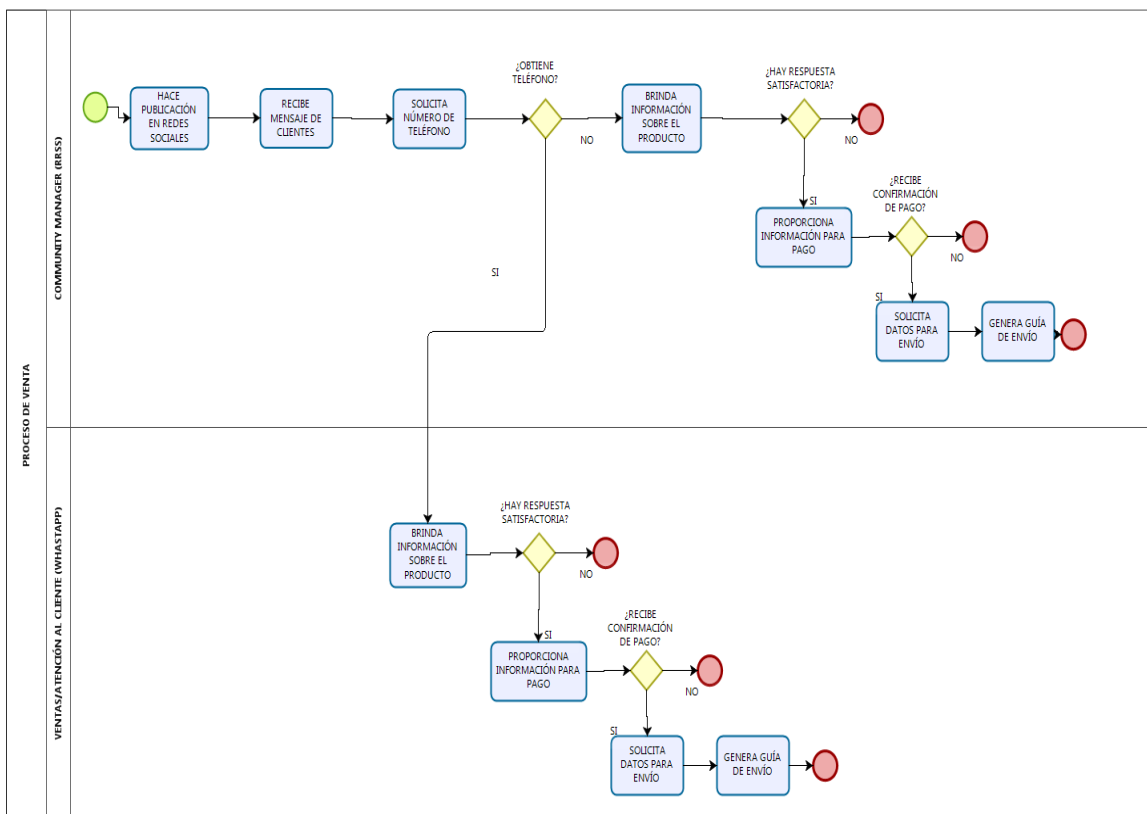 PROCESO DE VENTA
COMMUNITY MANAGER (RRSS)
HACE
PUBLICACIÓN
EN REDES
SOCIALES
RECIBE
MENSAJE DE
CLIENTES
SOLICITA
NÚMERO DE
TELÉFONO
¿OBTIENE
TELÉFONO?
NO
SI
BRINDA
INFORMACIÓN
SOBRE EL
PRODUCTO
¿HAY RESPUESTA
SATISFACTORIA?
NO
SI
PROPORCIONA
INFORMACIÓN PARA
PAGO
¿RECIBE
CONFIRMACIÓN
DE PAGO?
NO
SI
SOLICITA
DATOS PARA
ENVÍO
GENERA GUÍA
DE ENVÍO
VENTAS/ATENCIÓN AL CLIENTE (WHASTAPP)
BRINDA
INFORMACIÓN
SOBRE EL
PRODUCTO
¿HAY RESPUESTA
SATISFACTORIA?
NO
SI
PROPORCIONA
INFORMACIÓN PARA
PAGO
¿RECIBE
CONFIRMACIÓN
DE PAGO?
NO
SI
SOLICITA
DATOS PARA
ENVÍO
GENERA GUÍA
DE ENVÍO